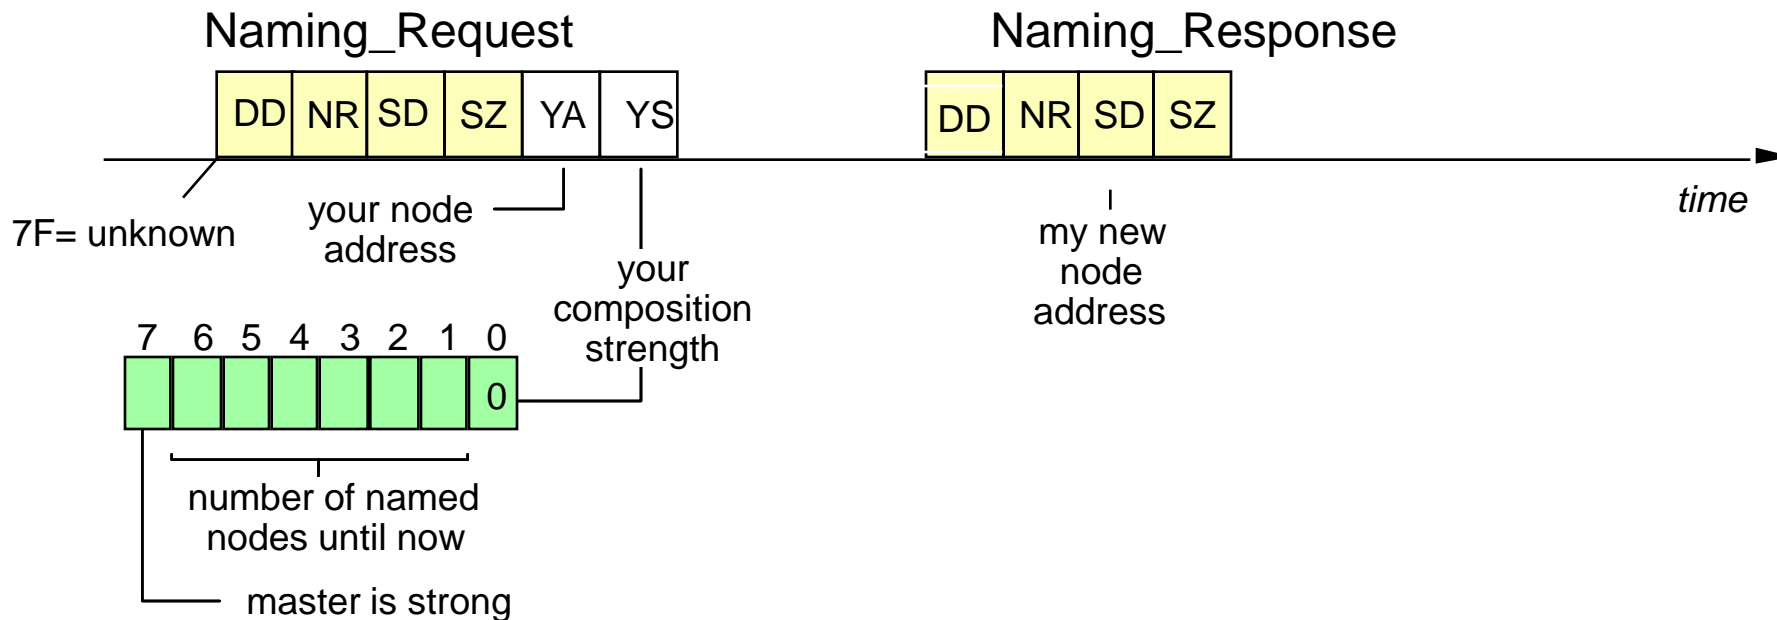 Naming_Request
Naming_Response
DD NR SD SZ YA YS
DD NR SD SZ
time
7F= unknown
your node
address
my new
node
address
your
composition
strength
7 6 5 4 3 2 1 0
0
number of named
nodes until now
master is strong